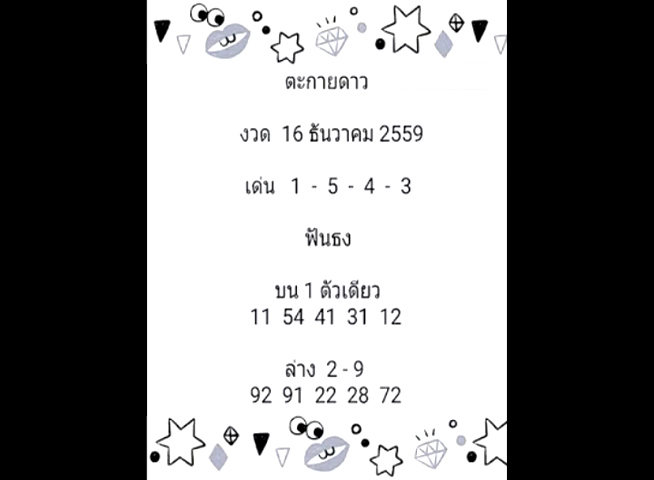 ตะกายดาว
งวด 16 ธันวาคม 2559
เด่น 1 - 5 - 4 - 3
ฟันธง
บน 1 ตัวเดียว
11 54 41 31 12
ล่าง 2 - 9
92 91 22 28 72